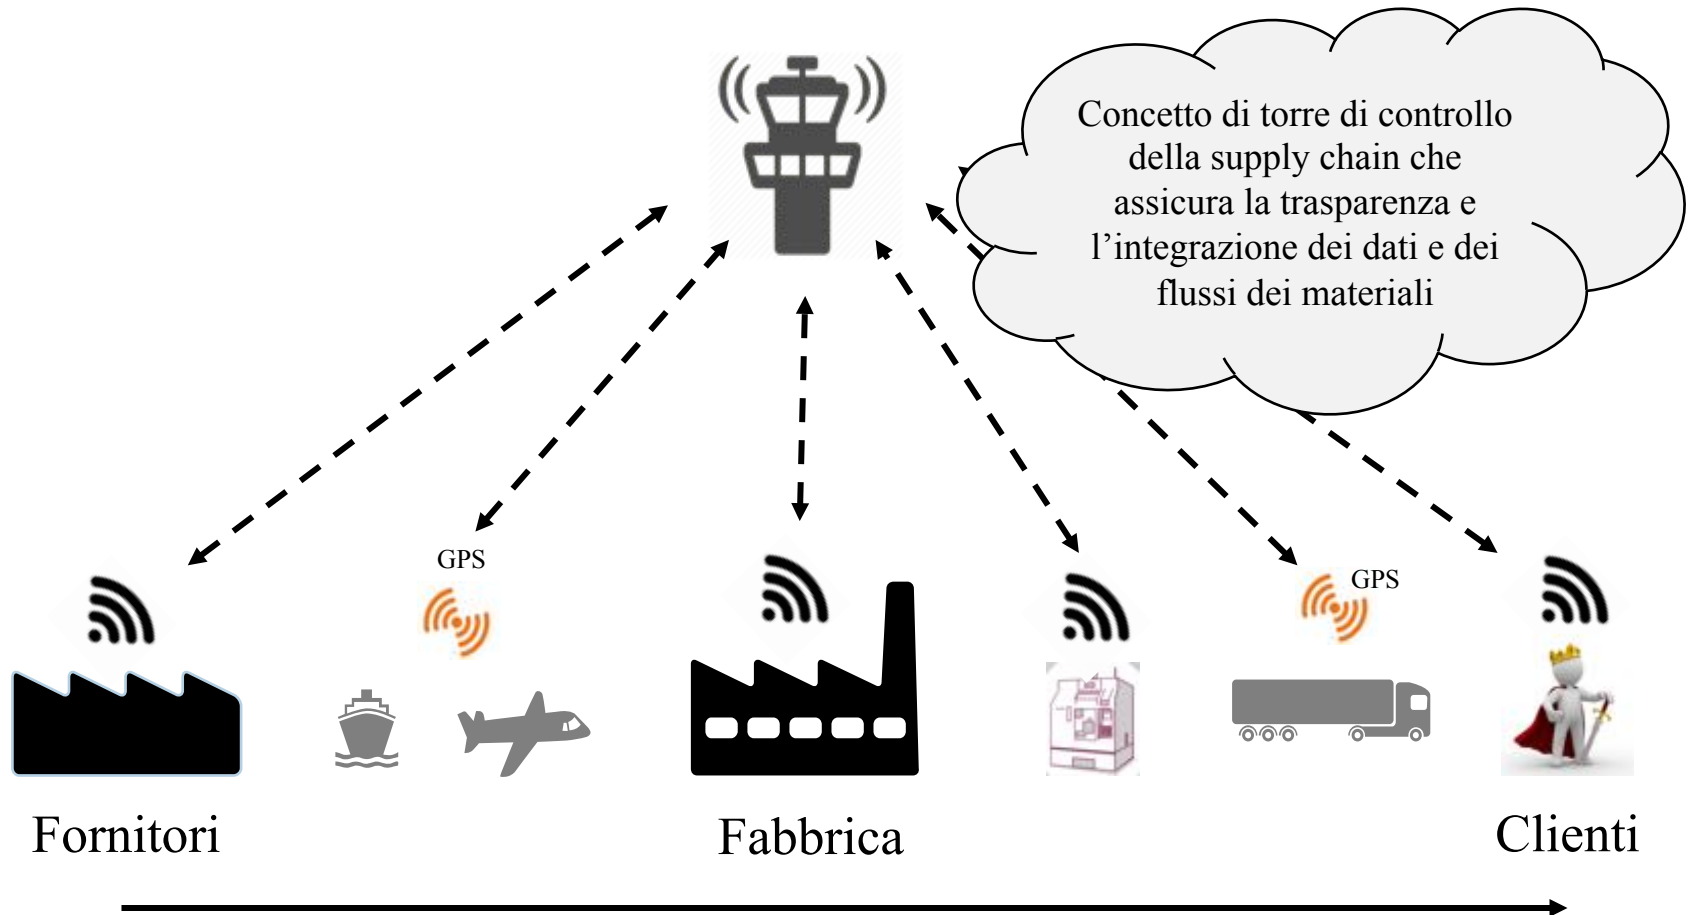 Concetto di torre di controllo
della supply chain che
assicura la trasparenza e
l’integrazione dei dati e dei
flussi dei materiali
GPS
GPS
Fornitori
Fabbrica
Clienti